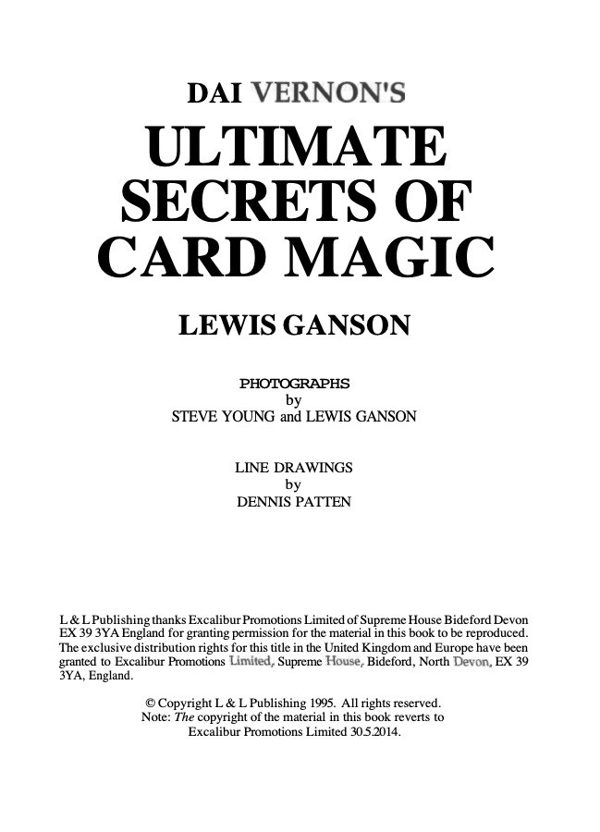 DAI VERNON'S
ULTIMATE
SECRETS OF
CARD MAGIC
LEWIS GANSON
PHOTOGRAPHS
by
STEVE YOUNG and LEWIS GANSON
LINE DRAWINGS
by
DENNIS PATTEN
L & L Publishing thanks Excalibur Promotions Limited of Supreme House Bideford Devon
EX 39 3YA England for granting permission for the material in this book to be reproduced.
The exclusive distribution rights for this title in the United Kingdom and Europe have been
granted to Excalibur Promotions Limited, Supreme House, Bideford, North Devon, EX 39
3YA, England.
© Copyright L & L Publishing 1995. All rights reserved.
Note: The copyright of the material in this book reverts to
Excalibur Promotions Limited 30.5.2014.